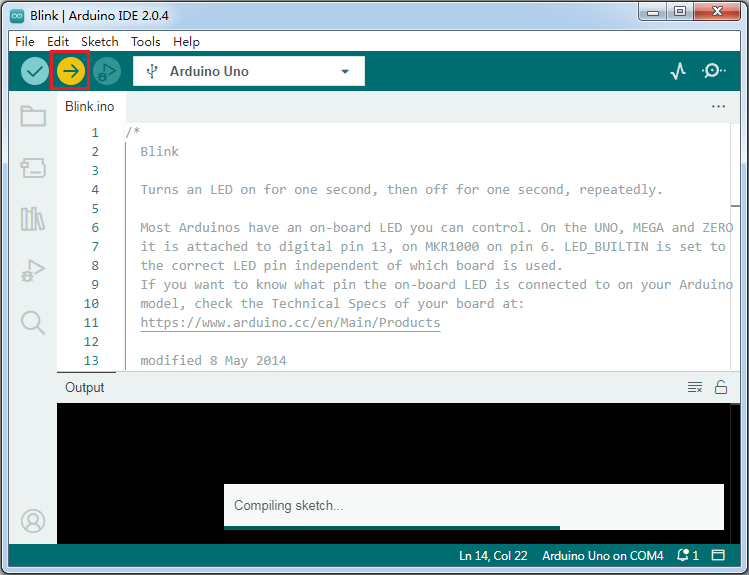 Blink | Arduino IDE 2.0.4
File Edit Sketch Tools Help
Arduino Uno
Blink.ino
1 /*
2 Blink
3
4 Turns an LED on for one second, then off for one second, repeatedly.
5
6 Most Arduinos have an on-board LED you can control. On the UNO, MEGA and ZERO
7 it is attached to digital pin 13, on MKR1000 on pin 6. LED_BUILTIN is set to
8 the correct LED pin independent of which board is used.
9 If you want to know what pin the on-board LED is connected to on your Arduino
10 model, check the Technical Specs of your board at:
11 https://www.arduino.cc/en/Main/Products
12
13 modified 8 May 2014
Output
Compiling sketch...
Ln 14, Col 22 Arduino Uno on COM4 1